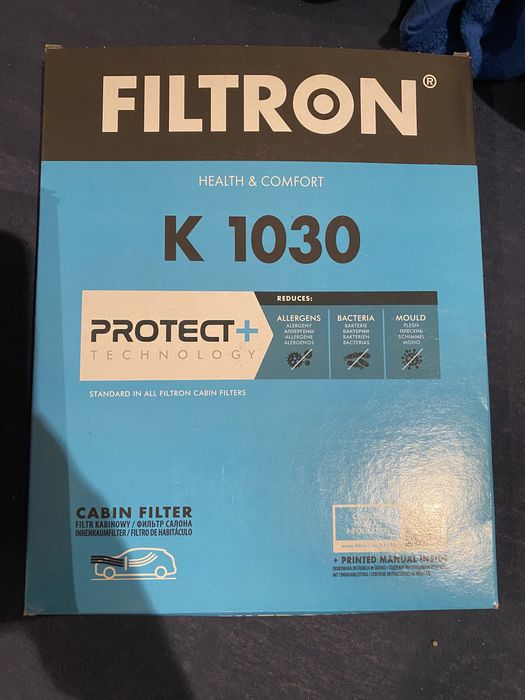 FILTRON®
HEALTH & COMFORT
K 1030
REDUCES:
PROTECT+
TECHNOLOGY
ALLERGENS
ALERGENY
АЛЛЕРГЕНЫ
ALLERGENE
ALÉRGENOS
BACTERIA
BAKTERIE
БАКТЕРИИ
BAKTERIEN
BACTERIAS
MOULD
PLEŚŃ
ПЛЕСЕНЬ
SCHIMMEL
MOHO
STANDARD IN ALL FILTRON CABIN FILTERS
CABIN FILTER
FILTR KABINOWY / ФИЛЬТР САЛОНА
INNENRAUMFILTER / FILTRO DE HABITÁCULO
+ PRINTED MANUAL INSIDE